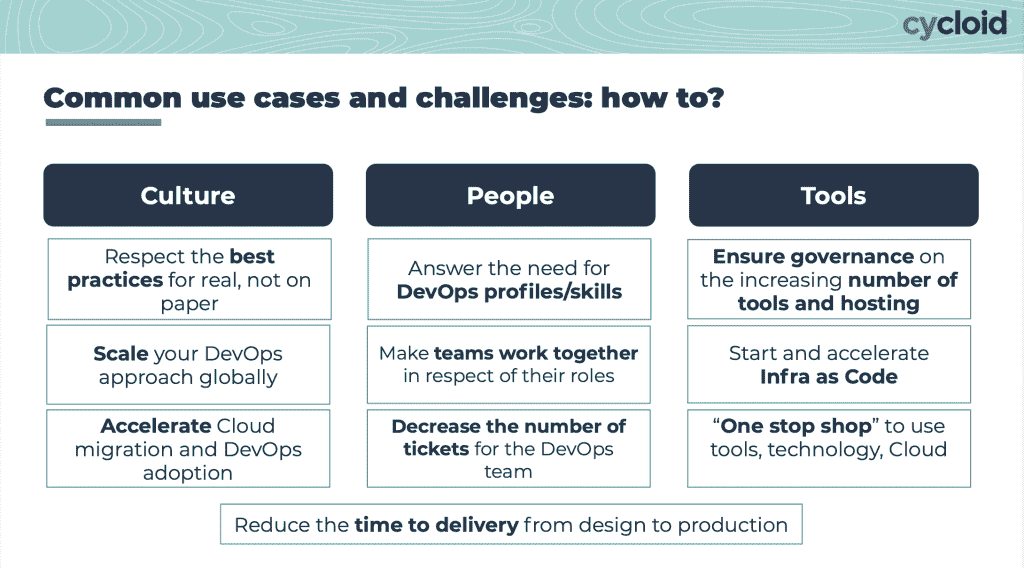 cycloid
Common use cases and challenges: how to?
Culture
Respect the best
practices for real, not on
paper
Scale your DevOps
approach globally
Accelerate Cloud
migration and DevOps
adoption
People
Answer the need for
DevOps profiles/skills
Make teams work together
in respect of their roles
Decrease the number of
tickets for the DevOps
team
Tools
Ensure governance on
the increasing number of
tools and hosting
Start and accelerate
Infra as Code
“One stop shop” to use
tools, technology, Cloud
Reduce the time to delivery from design to production